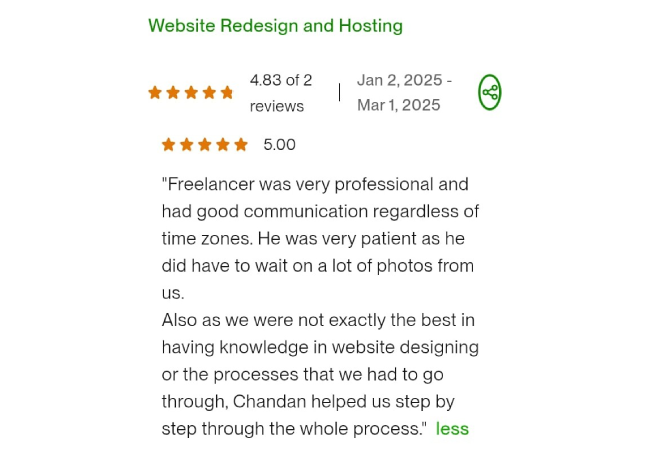 Website Redesign and Hosting
4.83 of 2
reviews
Jan 2, 2025 -
Mar 1, 2025
5.00
"Freelancer was very professional and
had good communication regardless of
time zones. He was very patient as he
did have to wait on a lot of photos from
us.
Also as we were not exactly the best in
having knowledge in website designing
or the processes that we had to go
through, Chandan helped us step by
step through the whole process." less